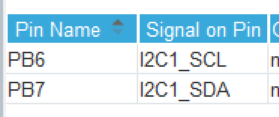 Pin Name Signal on Pin
PB6 I2C1_SCL n
PB7 I2C1_SDA n